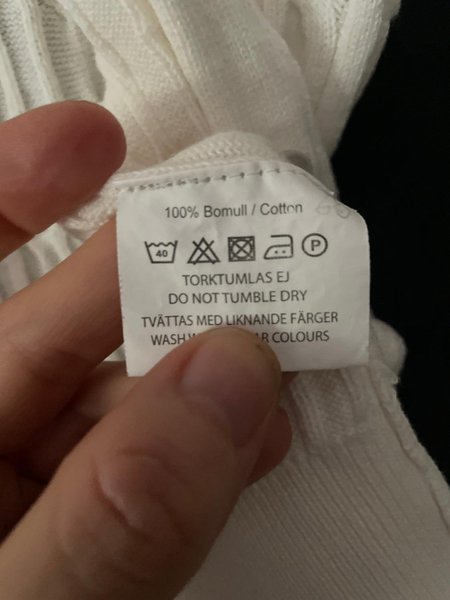 100% Bomull / Cotton
40 P
TORKTUMLAS EJ
DO NOT TUMBLE DRY
TVÄTTAS MED LIKNANDE FÄRGER
WASH COLOURS